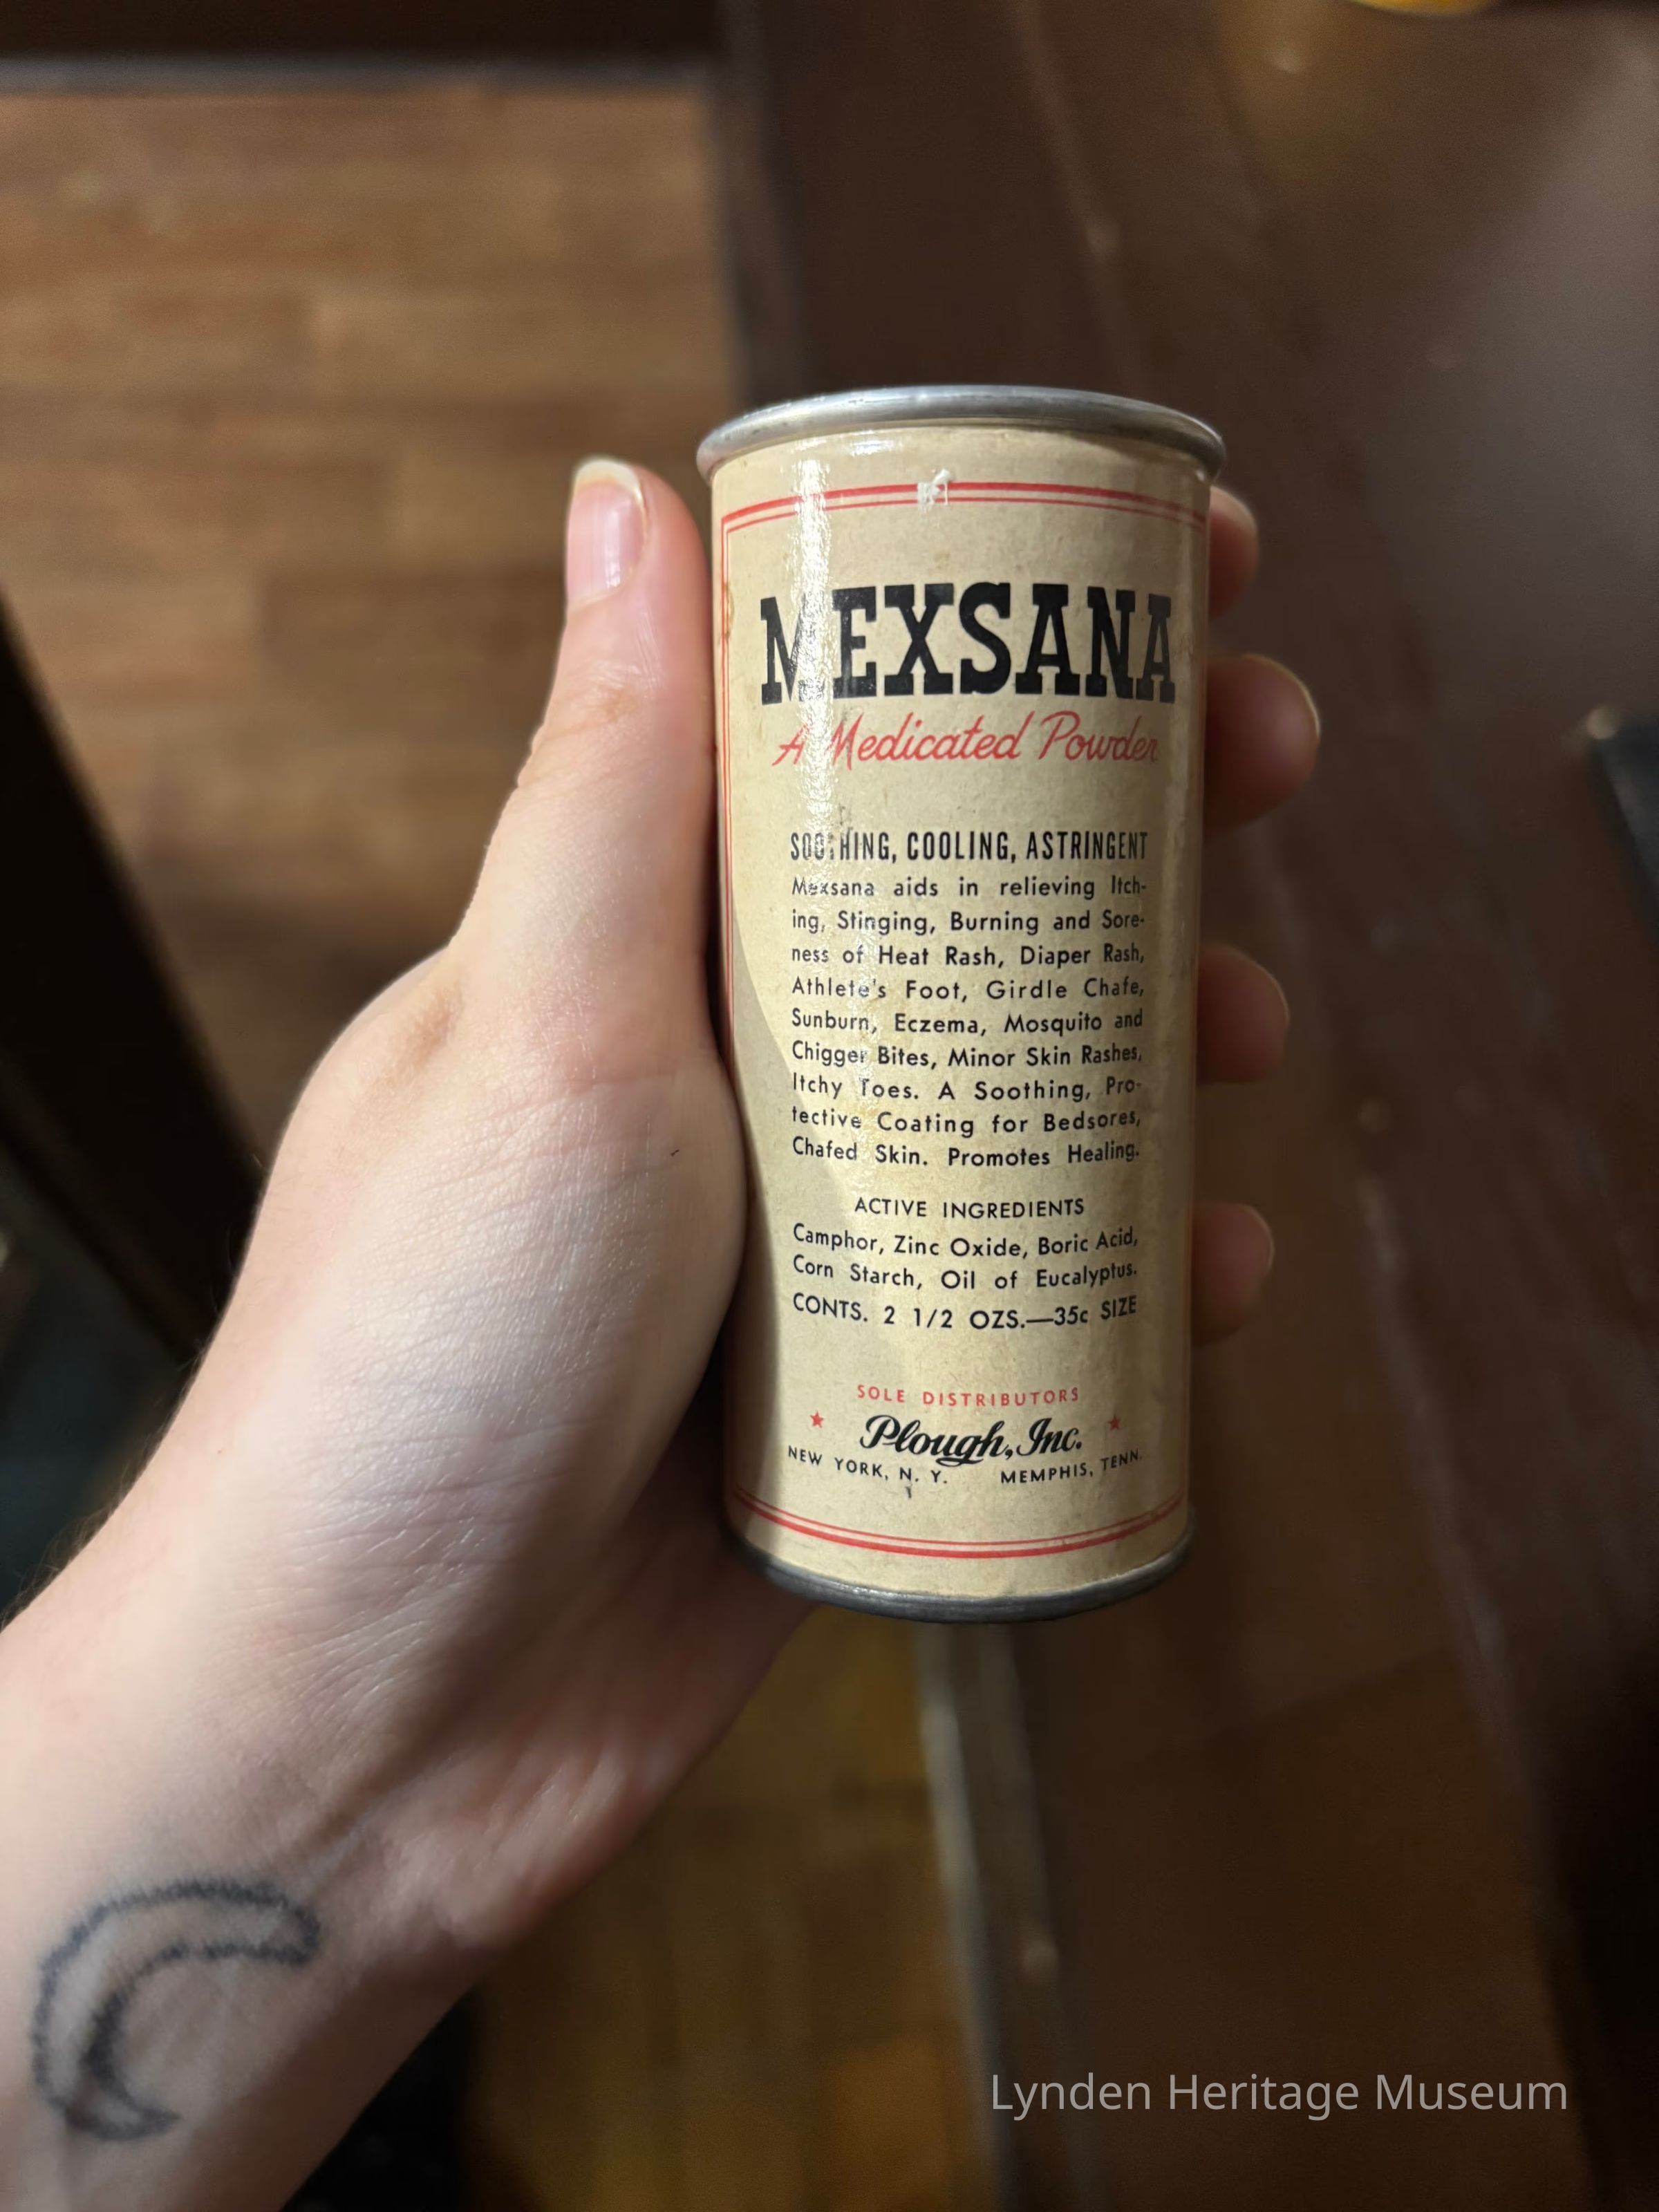 MEXSANA
A Medicated Powder
SOOTHING, COOLING, ASTRINGENT
Mexsana aids in relieving Itch-
ing, Stinging, Burning and Sore-
ness of Heat Rash, Diaper Rash,
Athlete's Foot, Girdle Chafe,
Sunburn, Eczema, Mosquito and
Chigger Bites, Minor Skin Rashes,
Itchy Toes. A Soothing, Pro-
tective Coating for Bedsores,
Chafed Skin. Promotes Healing.
ACTIVE INGREDIENTS
Camphor, Zinc Oxide, Boric Acid,
Corn Starch, Oil of Eucalyptus.
CONTS. 2 1/2 OZS.—35c SIZE
SOLE DISTRIBUTORS
Plough, Inc.
NEW YORK, N. Y. MEMPHIS, TENN.
Lynden Heritage Museum